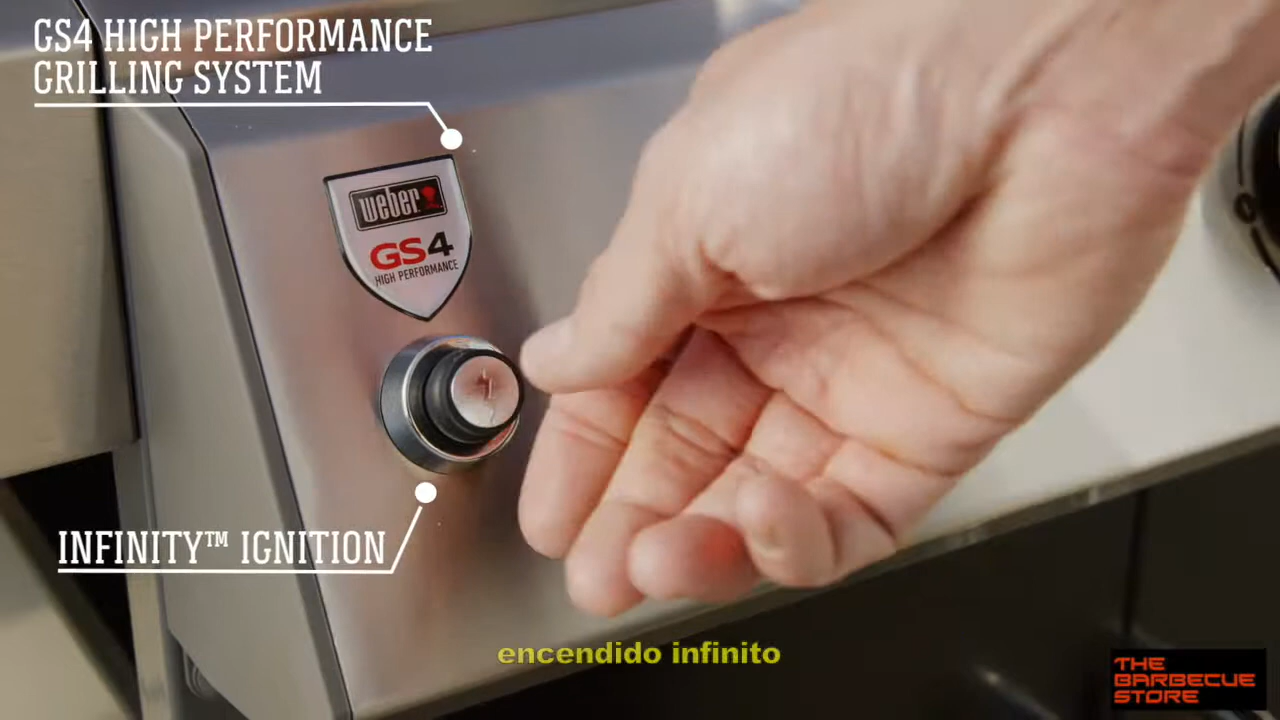 GS4 HIGH PERFORMANCE
GRILLING SYSTEM
weber
GS4
HIGH PERFORMANCE
INFINITY™ IGNITION
encendido infinito
THE
BARBECUE
STORE